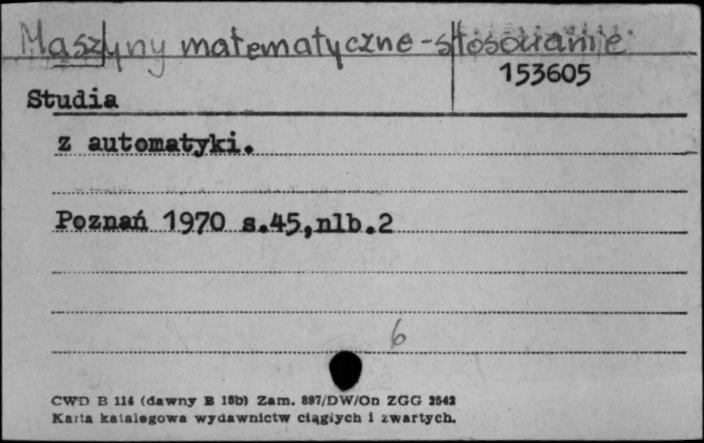 Maszyny matematyczne - stosowanie
153605
Studia
z automatyki.
Poznań 1970 s.45,nlb.2
6
CWD B 114 (dawny B 15b) Zam. 897/DW/On ZGG 2542
Karta katalogowa wydawnictw ciągłych i zwartych.